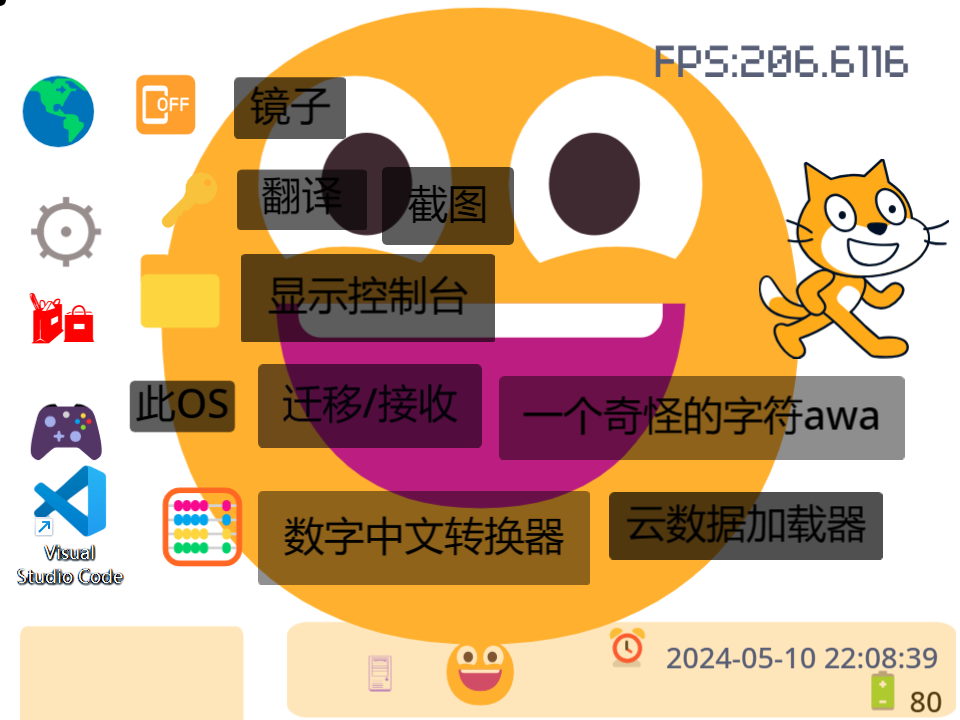 FPS:206.6116
OFF
镜子
翻译
截图
显示控制台
此OS
迁移/接收
一个奇怪的字符awa
Visual
Studio Code
数字中文转换器
云数据加载器
2024-05-10 22:08:39
80